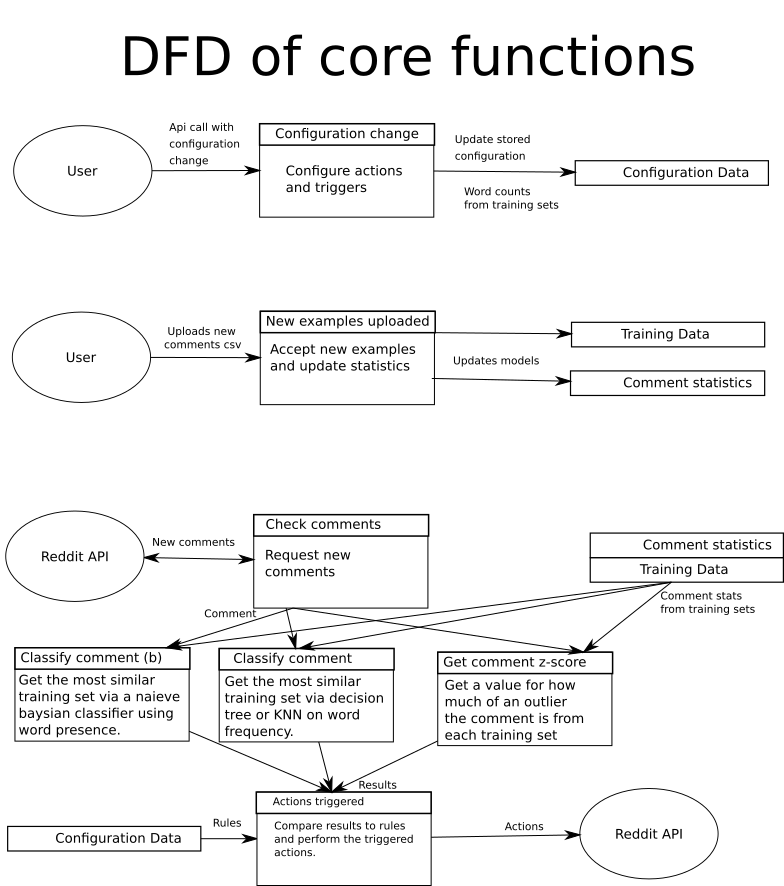 DFD of core functions
Api call with
configuration
change
User
Configuration change
Configure actions
and triggers
Update stored
configuration
Word counts
from training sets
Configuration Data
User
Uploads new
comments csv
New examples uploaded
Accept new examples
and update statistics
Updates models
Training Data
Comment statistics
Reddit API
New comments
Check comments
Request new
comments
Comment statistics
Training Data
Comment stats
from training sets
Comment
Classify comment (b)
Get the most similar
training set via a naieve
baysian classifier using
word presence.
Classify comment
Get the most similar
training set via decision
tree or KNN on word
frequency.
Get comment z-score
Get a value for how
much of an outlier
the comment is from
each training set
Results
Configuration Data
Rules
Actions triggered
Compare results to rules
and perform the triggered
actions.
Actions
Reddit API